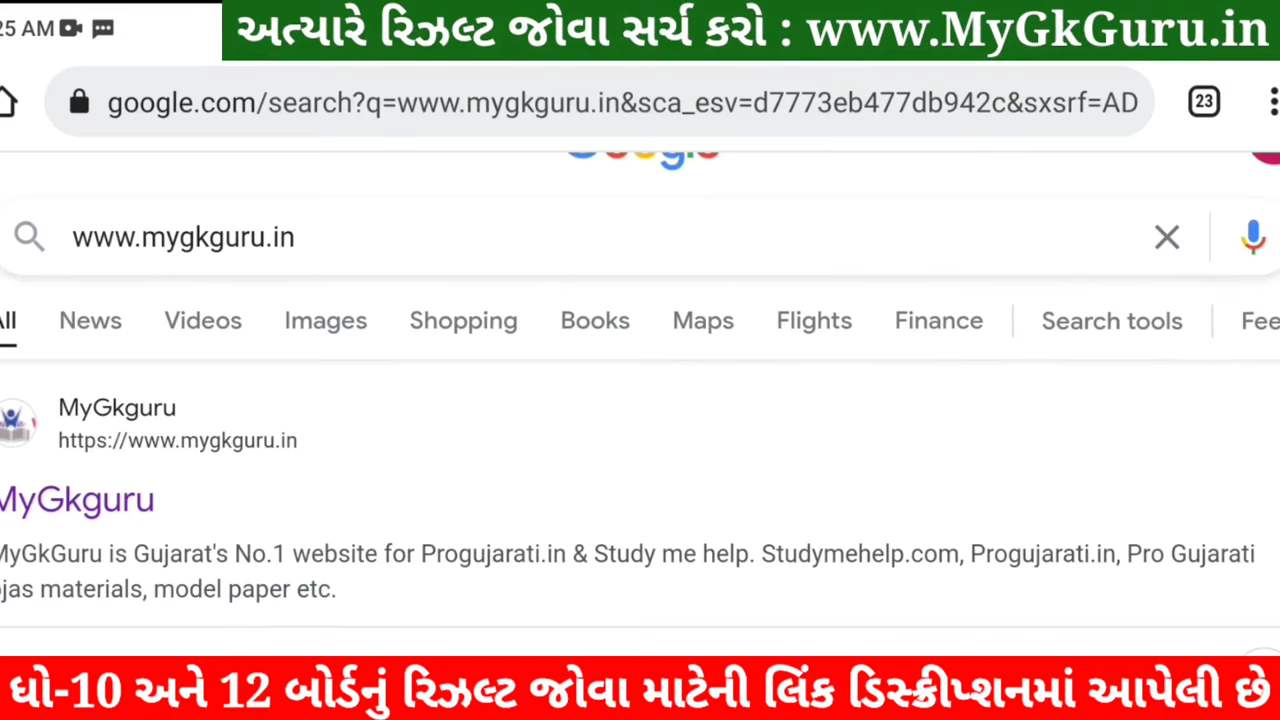 અત્યારે રિઝલ્ટ જોવા સર્ચ કરો : www.MyGkGuru.in
25 AM
google.com/search?q=www.mygkguru.in&sca_esv=d7773eb477db942c&sxsrf=AD
23
Google
www.mygkguru.in
All News Videos Images Shopping Books Maps Flights Finance Search tools Fee
MyGkguru
https://www.mygkguru.in
MyGkguru
MyGkGuru is Gujarat's No.1 website for Progujarati.in & Study me help. Studymehelp.com, Progujarati.in, Pro Gujarati
ojas materials, model paper etc.
ધો-10 અને 12 બોર્ડનું રિઝલ્ટ જોવા માટેની લિંક ડિસ્ક્રીપ્શનમાં આપેલી છે